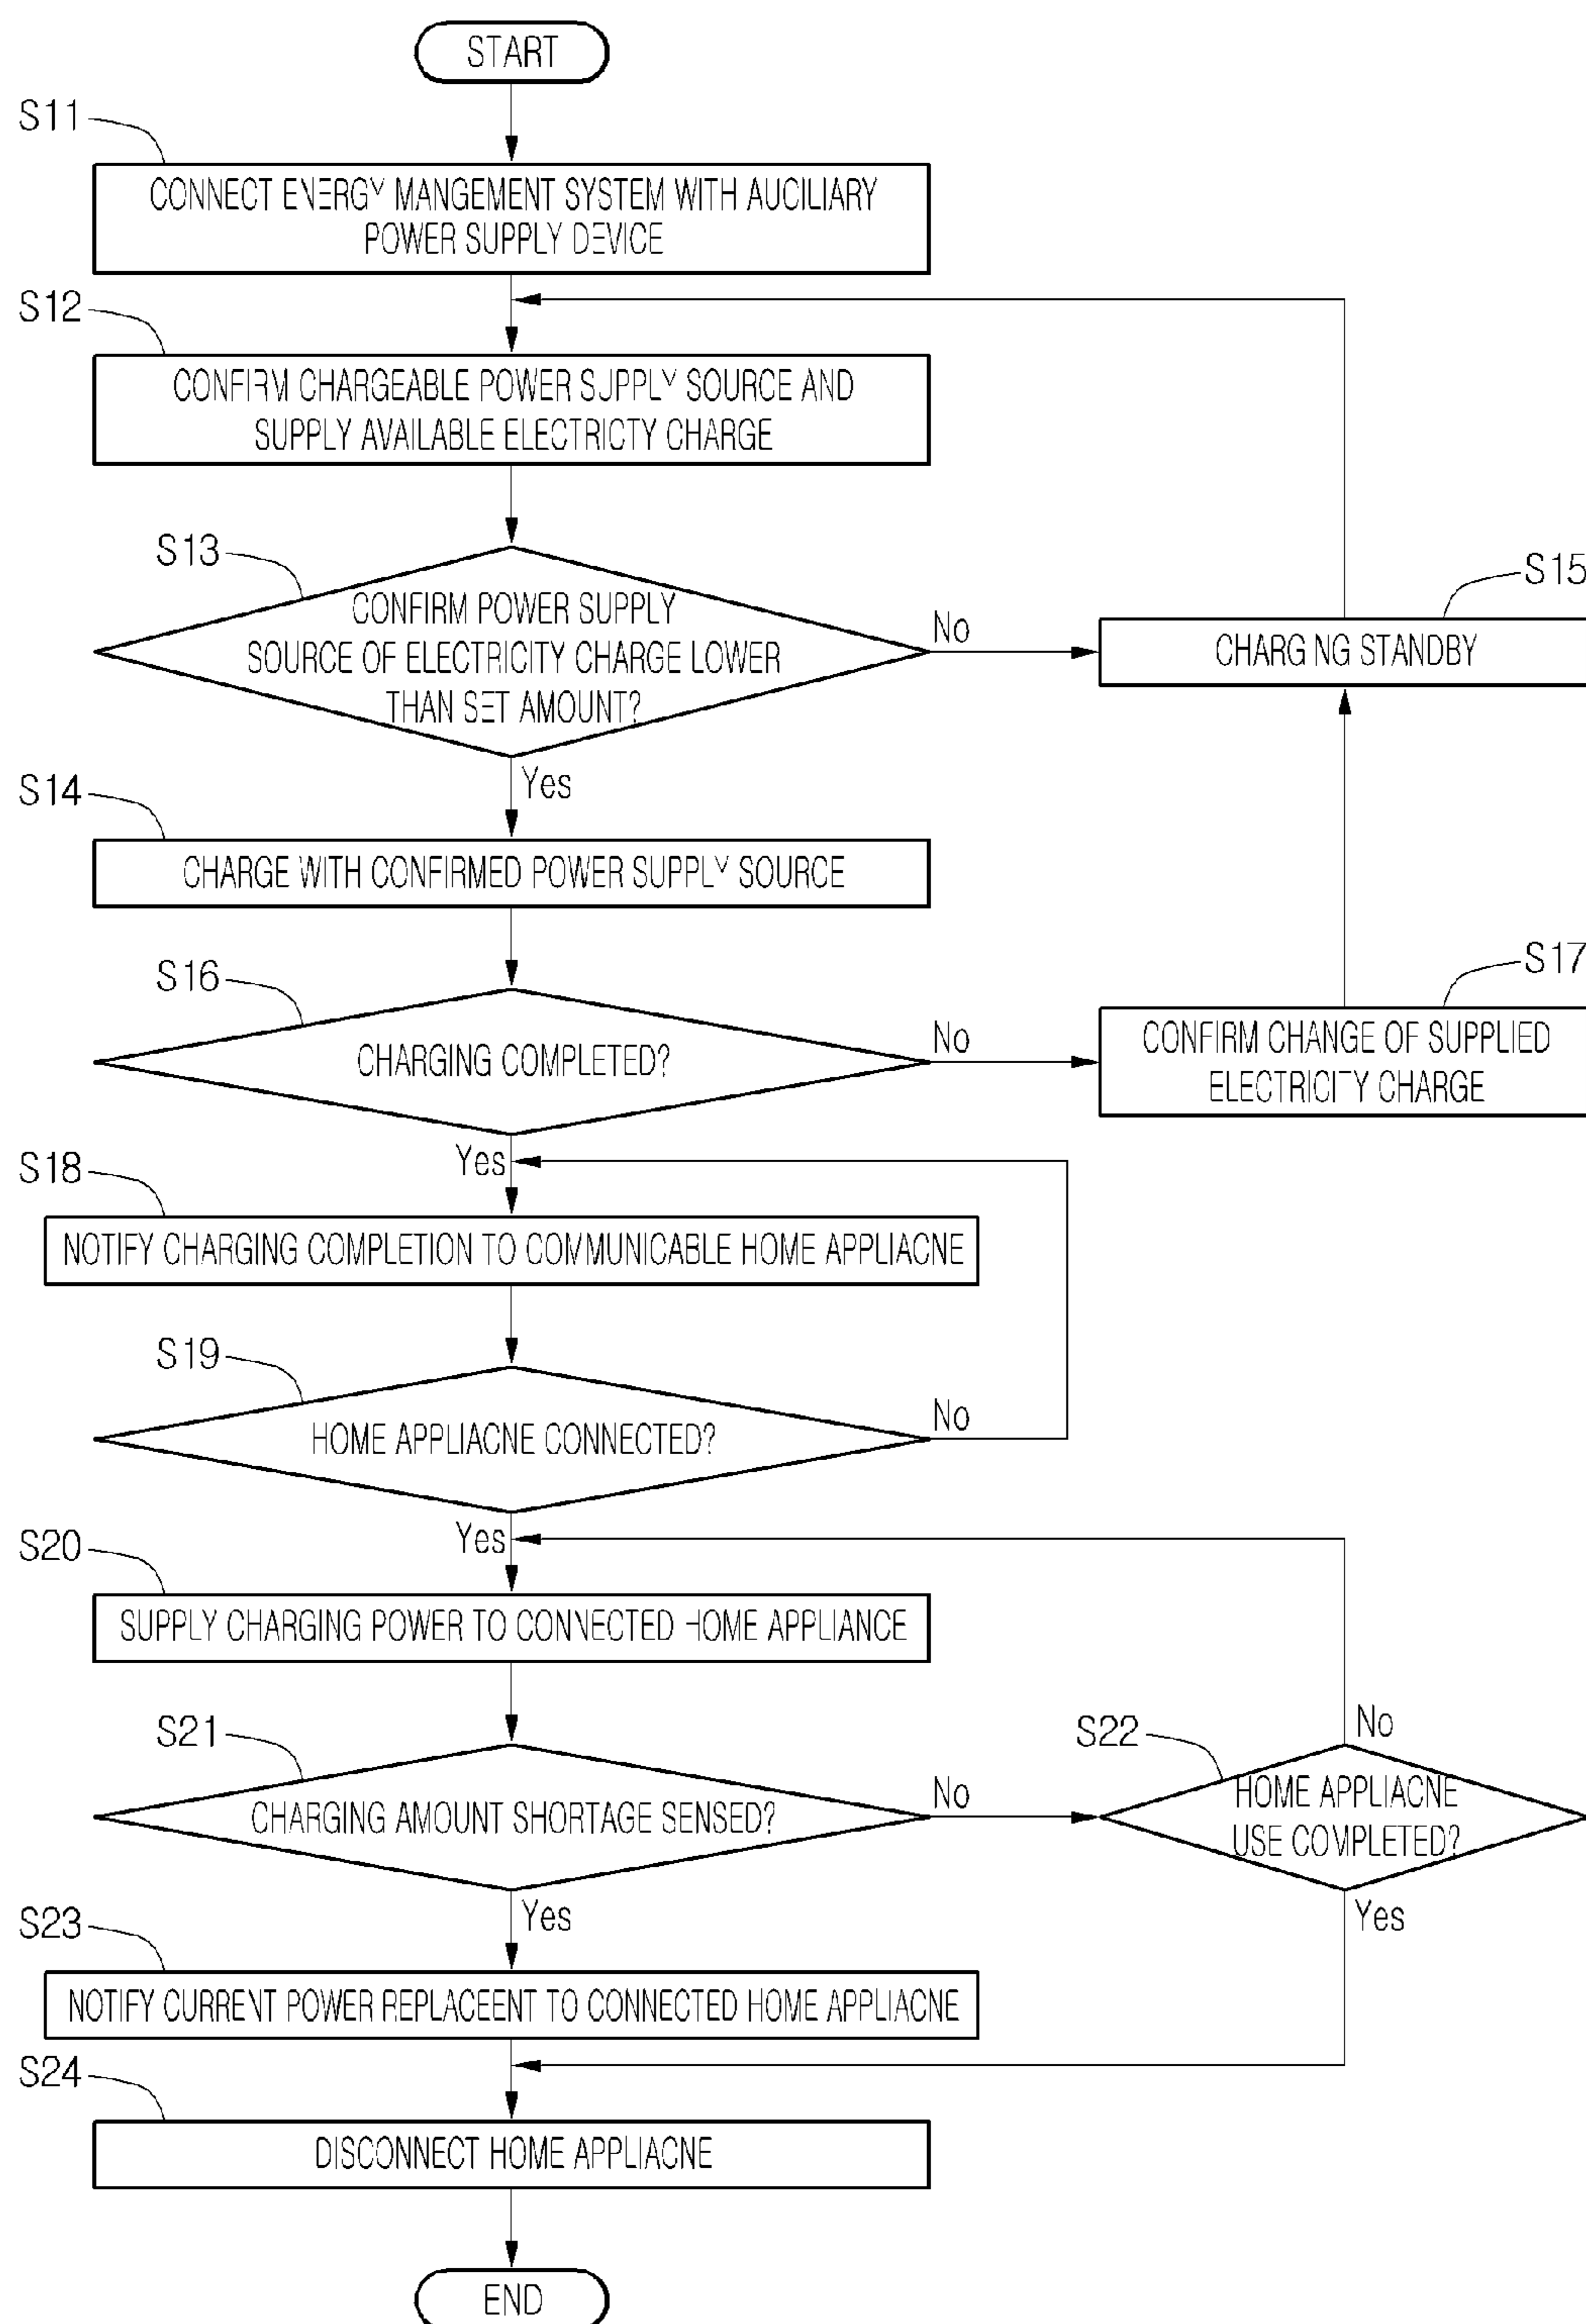 START
S11
CONNECT ENERGY MANGEMENT SYSTEM WITH AUCILIARY
POWER SUPPLY DEVICE
S12
CONFIRM CHARGEABLE POWER SUPPLY SOURCE AND
SUPPLY AVAILABLE ELECTRICTY CHARGE
S13
CONFIRM POWER SUPPLY
SOURCE OF ELECTRICITY CHARGE LOWER
THAN SET AMOUNT?
No
S15
CHARGING STANDBY
Yes
S14
CHARGE WITH CONFIRMED POWER SUPPLY SOURCE
S16
CHARGING COMPLETED?
No
S17
CONFIRM CHANGE OF SUPPLIED
ELECTRICITY CHARGE
Yes
S18
NOTIFY CHARGING COMPLETION TO COMMUNICABLE HOME APPLIACNE
S19
HOME APPLIACNE CONNECTED?
No
Yes
S20
SUPPLY CHARGING POWER TO CONNECTED HOME APPLIANCE
S21
CHARGING AMOUNT SHORTAGE SENSED?
No
S22
HOME APPLIACNE
USE COMPLETED?
No
Yes
Yes
S23
NOTIFY CURRENT POWER REPLACEENT TO CONNECTED HOME APPLIACNE
S24
DISCONNECT HOME APPLIACNE
END